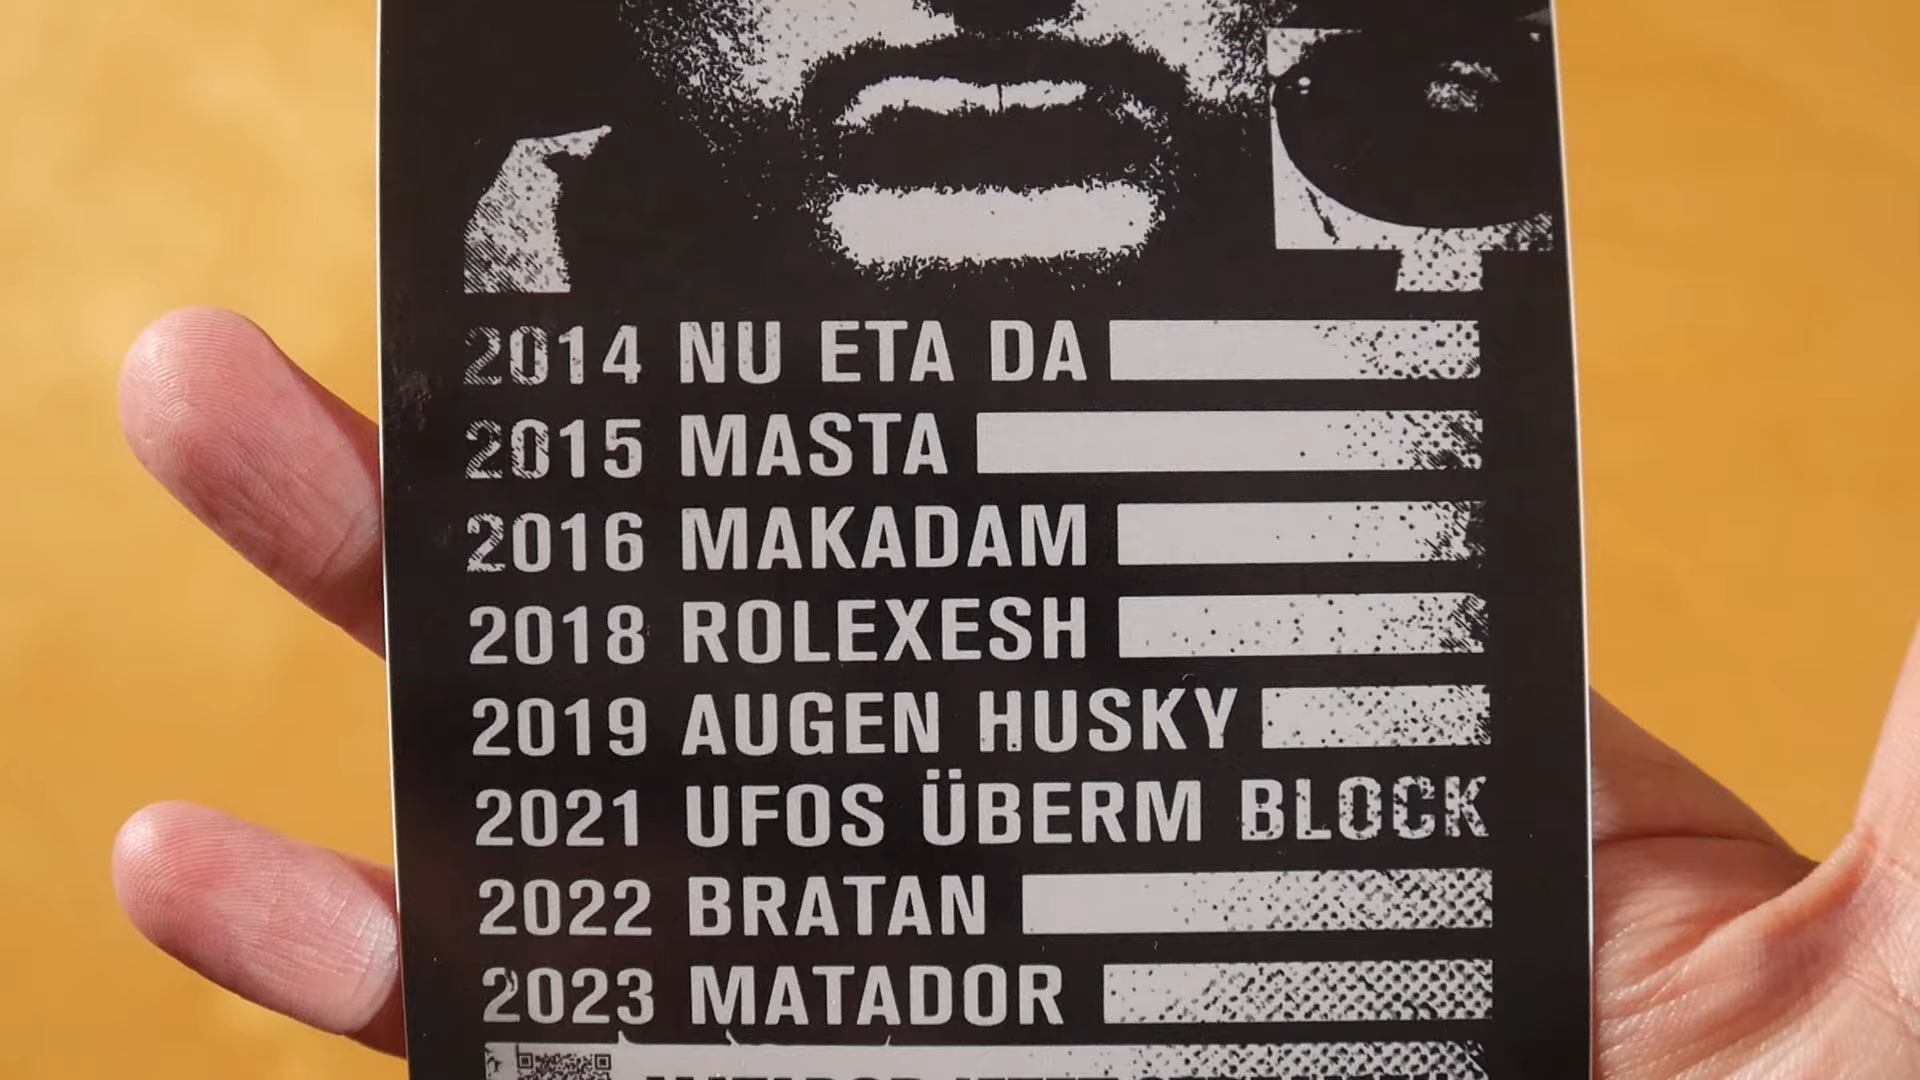 2014 NU ETA DA
2015 MASTA
2016 MAKADAM
2018 ROLEXESH
2019 AUGEN HUSKY
2021 UFOS ÜBERM BLOCK
2022 BRATAN
2023 MATADOR